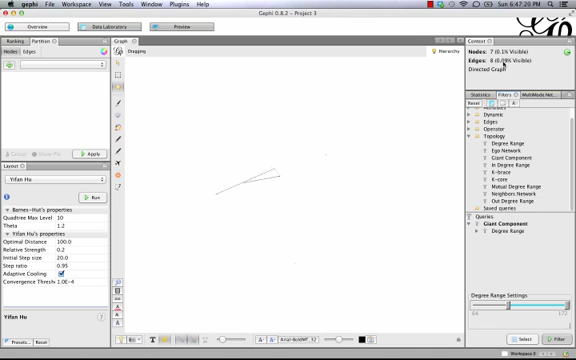 gephi File Workspace View Tools Window Plugins Help
Sun 6:47:20 PM
Gephi 0.8.2 - Project 3
Overview Data Laboratory Preview
Ranking Partition
Nodes Edges
Apply
Layout
Yifan Hu
Run
Barnes-Hut's properties
Quadtree Max Level 10
Theta 1.2
Yifan Hu's properties
Optimal Distance 100.0
Relative Strength 0.2
Initial Step size 20.0
Step ratio 0.95
Adaptive Cooling
Convergence Thresh 1.0E-4
Yifan Hu
Presets... Reset
Graph
Dragging
Hierarchy
Context
Nodes: 7 (0.1% Visible)
Edges: 8 (0.09% Visible)
Directed Graph
Statistics Filters MultiMode Net...
Reset
Dynamic
Edges
Operator
Topology
Degree Range
Ego Network
Giant Component
In Degree Range
K-brace
K-core
Mutual Degree Range
Neighbors Network
Out Degree Range
Saved queries
Queries
Giant Component
Degree Range
Degree Range Settings
64 172
Select Filter
Workspace 3